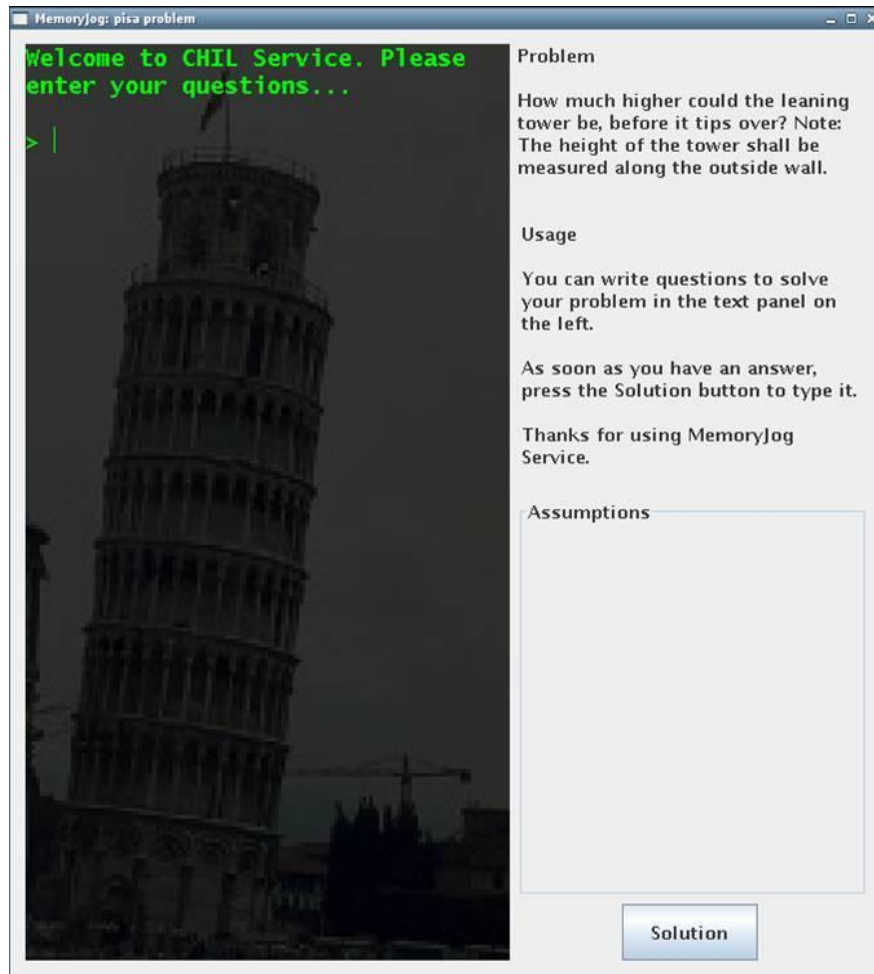 MemoryJog: pisa problem
Welcome to CHIL Service. Please
enter your questions...
>
Problem
How much higher could the leaning
tower be, before it tips over? Note:
The height of the tower shall be
measured along the outside wall.
Usage
You can write questions to solve
your problem in the text panel on
the left.
As soon as you have an answer,
press the Solution button to type it.
Thanks for using MemoryJog
Service.
Assumptions
Solution